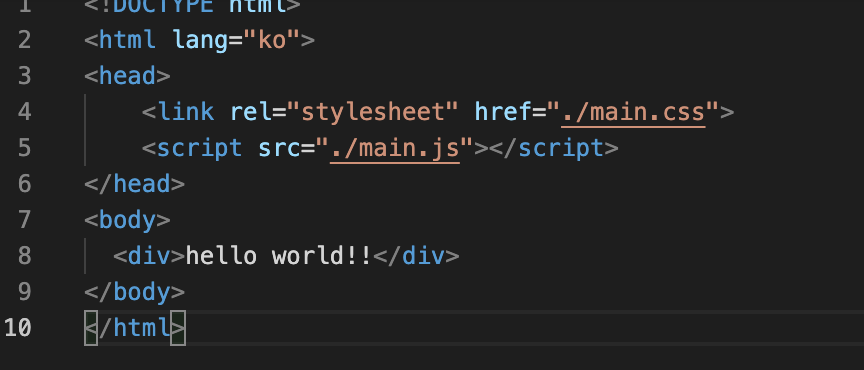 1 <!DOCTYPE html>
2 <html lang="ko">
3 <head>
4 <link rel="stylesheet" href="./main.css">
5 <script src="./main.js"></script>
6 </head>
7 <body>
8 <div>hello world!!</div>
9 </body>
10 </html>